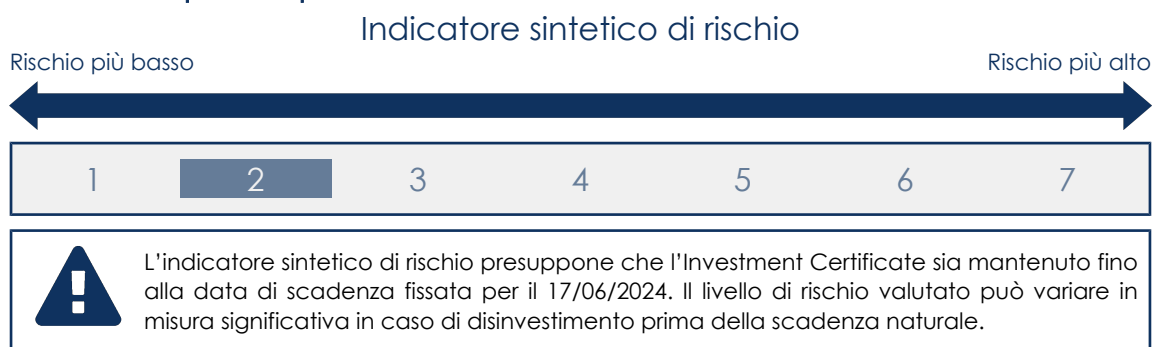 Indicatore sintetico di rischio
Rischio più basso Rischio più alto
1 2 3 4 5 6 7
L'indicatore sintetico di rischio presuppone che l'Investment Certificate sia mantenuto fino
alla data di scadenza fissata per il 17/06/2024. Il livello di rischio valutato può variare in
misura significativa in caso di disinvestimento prima della scadenza naturale.